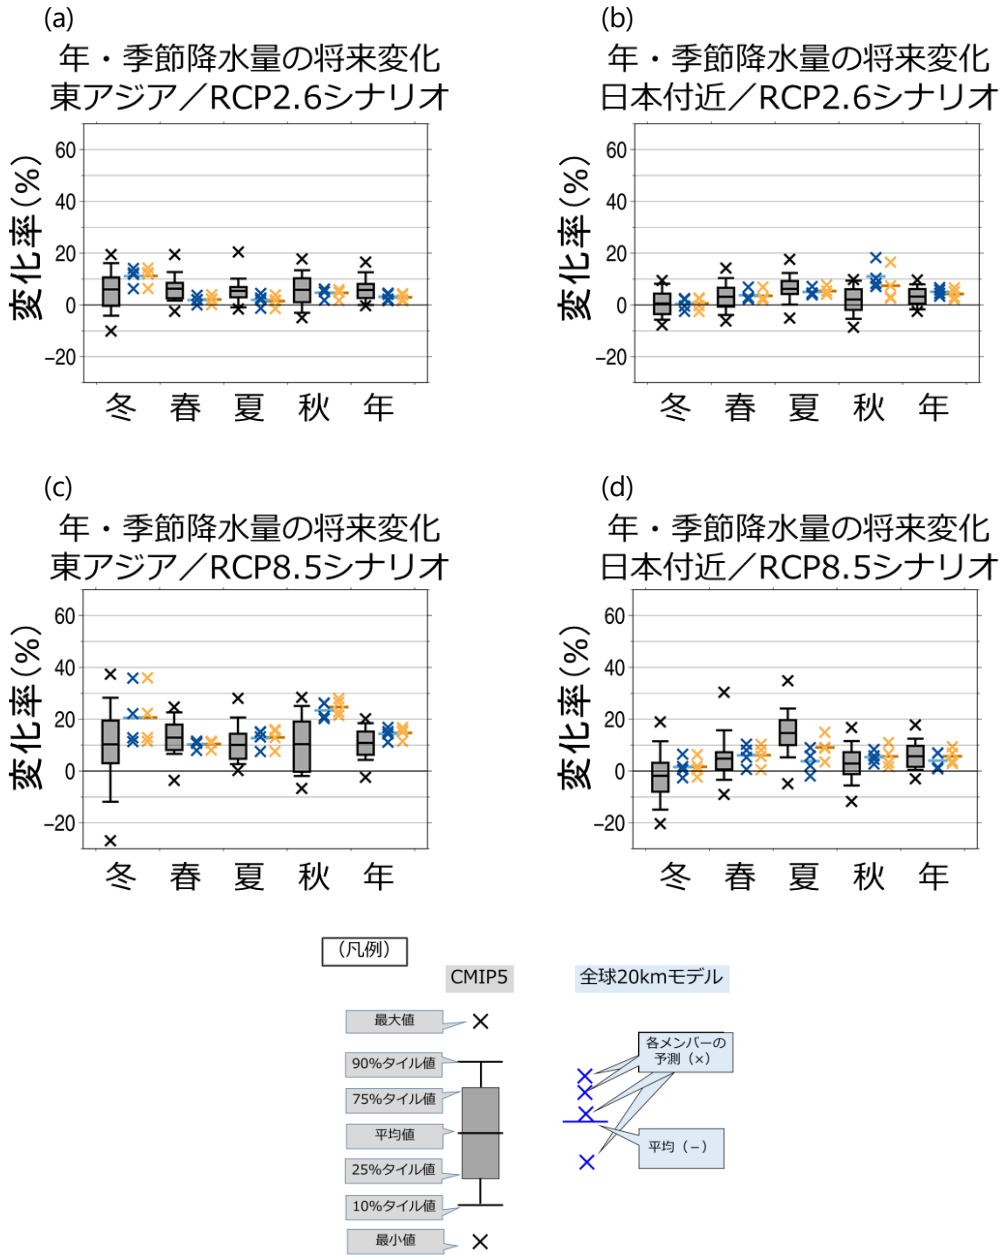 (a)
年・季節降水量の将来変化
東アジア／RCP2.6シナリオ
変化率(%)
60
40
20
0
−20
冬 春 夏 秋 年
(b)
年・季節降水量の将来変化
日本付近／RCP2.6シナリオ
変化率(%)
60
40
20
0
−20
冬 春 夏 秋 年
(c)
年・季節降水量の将来変化
東アジア／RCP8.5シナリオ
変化率(%)
60
40
20
0
−20
冬 春 夏 秋 年
(d)
年・季節降水量の将来変化
日本付近／RCP8.5シナリオ
変化率(%)
60
40
20
0
−20
冬 春 夏 秋 年
（凡例）
CMIP5
最大値
90%タイル値
75%タイル値
平均値
25%タイル値
10%タイル値
最小値
全球20kmモデル
各メンバーの
予測（×）
平均（−）